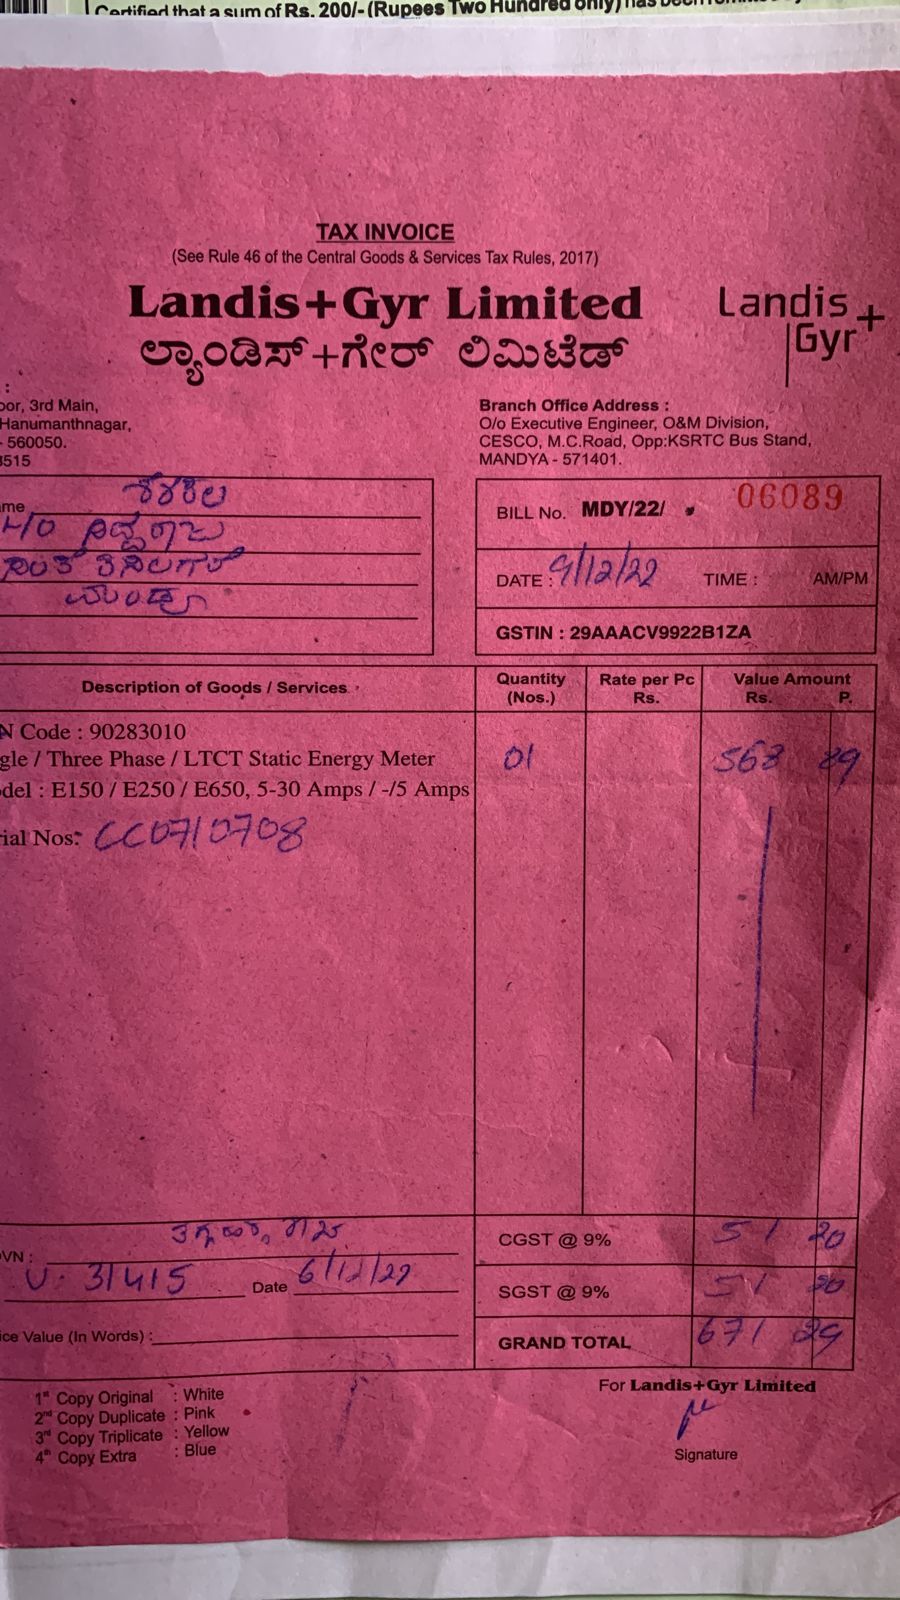 Certified that a sum of Rs. 200/- (Rupees Two Hundred only) has been
TAX INVOICE
(See Rule 46 of the Central Goods & Services Tax Rules, 2017)
Landis+Gyr Limited
ಲ್ಯಾಂಡಿಸ್+ಗೇರ್ ಲಿಮಿಟೆಡ್
Landis
Gyr+
:
oor, 3rd Main,
Hanumanthnagar,
- 560050.
3515
Branch Office Address :
O/o Executive Engineer, O&M Division,
CESCO, M.C.Road, Opp:KSRTC Bus Stand,
MANDYA - 571401.
me
ಮಂಡ್ಯ
BILL No. MDY/22/ 06089
DATE : 9/12/22 TIME : AM/PM
GSTIN : 29AAACV9922B1ZA
Description of Goods / Services
Quantity (Nos.)
Rate per Pc Rs.
Value Amount Rs. P.
N Code : 90283010
gle / Three Phase / LTCT Static Energy Meter 01 568 89
odel : E150 / E250 / E650, 5-30 Amps / -/5 Amps
rial Nos: CC0710708
VN :
31415 Date 6/12/22
ice Value (In Words) :
CGST @ 9% 51 20
SGST @ 9% 51 20
GRAND TOTAL 671 29
1st Copy Original : White
2nd Copy Duplicate : Pink
3rd Copy Triplicate : Yellow
4th Copy Extra : Blue
For Landis+Gyr Limited
Signature